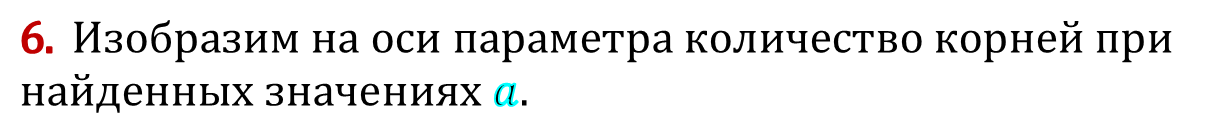 6. Изобразим на оси параметра количество корней при
найденных значениях a.